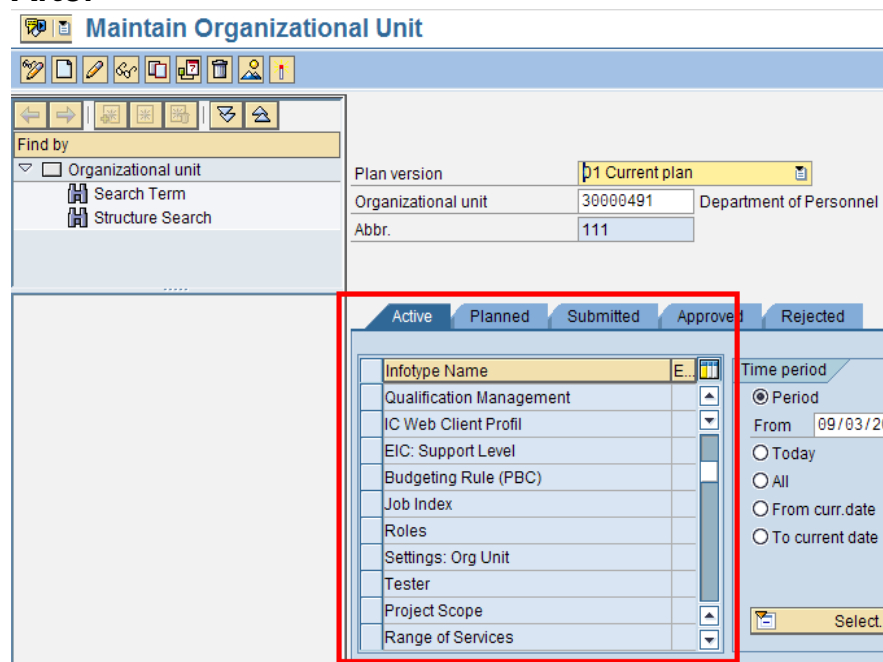 Maintain Organizational Unit
Find by
Organizational unit
Search Term
Structure Search
Plan version 01 Current plan
Organizational unit 30000491 Department of Personnel
Abbr. 111
Active Planned Submitted Approved Rejected
Infotype Name E..
Qualification Management
IC Web Client Profil
EIC: Support Level
Budgeting Rule (PBC)
Job Index
Roles
Settings: Org Unit
Tester
Project Scope
Range of Services
Time period
Period
From 09/03/2
Today
All
From curr.date
To current date
Select.